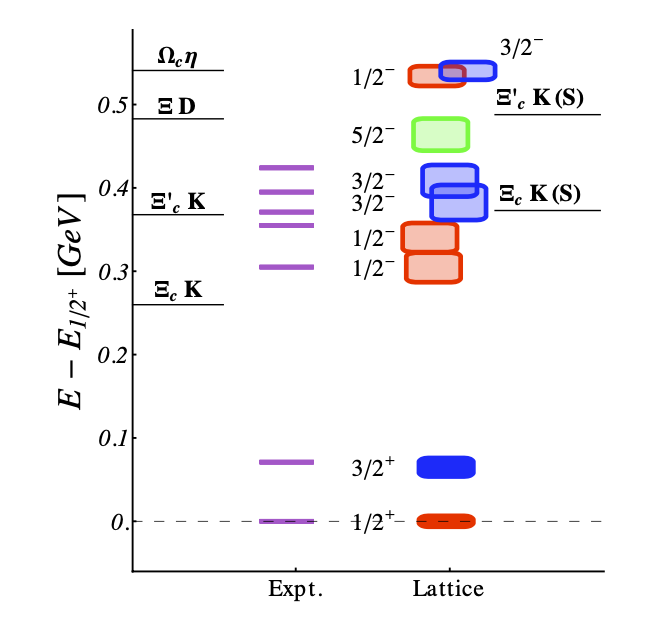 3/2⁻
Ω_c η
1/2⁻
Ξ'_c K (S)
Ξ D
0.5
5/2⁻
3/2⁻
0.4
Ξ_c K (S)
3/2⁻
Ξ'_c K
1/2⁻
1/2⁻
0.3
Ξ_c K
E − E_{1/2⁺} [GeV]
0.2
0.1
3/2⁺
0.
1/2⁺
Expt.
Lattice